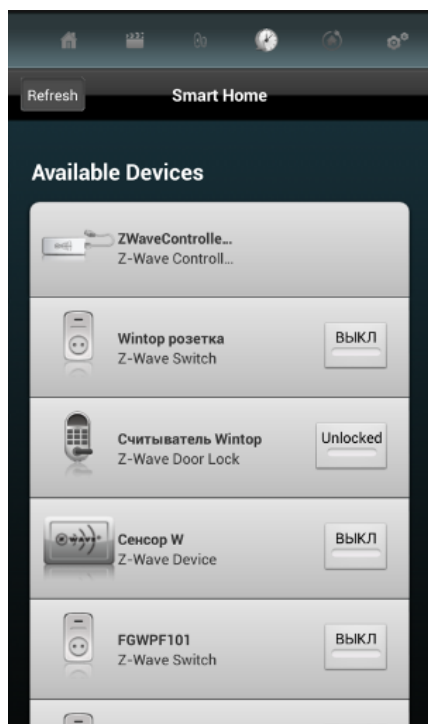 Refresh
Smart Home
Available Devices
ZWaveControlle...
Z-Wave Controll...
Wintop розетка
Z-Wave Switch
ВЫКЛ
Считыватель Wintop
Z-Wave Door Lock
Unlocked
Сенсор W
Z-Wave Device
ВЫКЛ
FGWPF101
Z-Wave Switch
ВЫКЛ